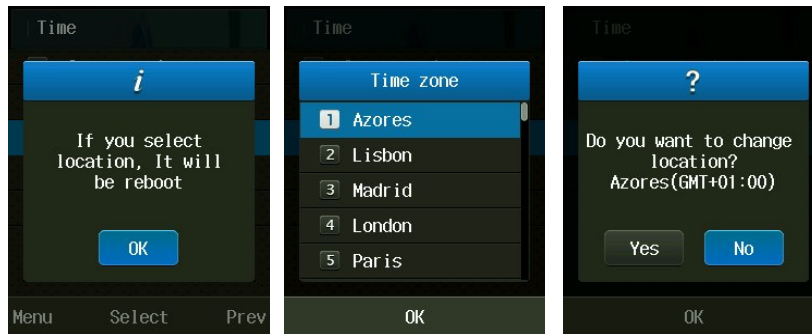 Time
i
If you select
location, It will
be reboot
OK
Menu Select Prev
Time
Time zone
1 Azores
2 Lisbon
3 Madrid
4 London
5 Paris
OK
Time
?
Do you want to change
location?
Azores(GMT+01:00)
Yes No
OK